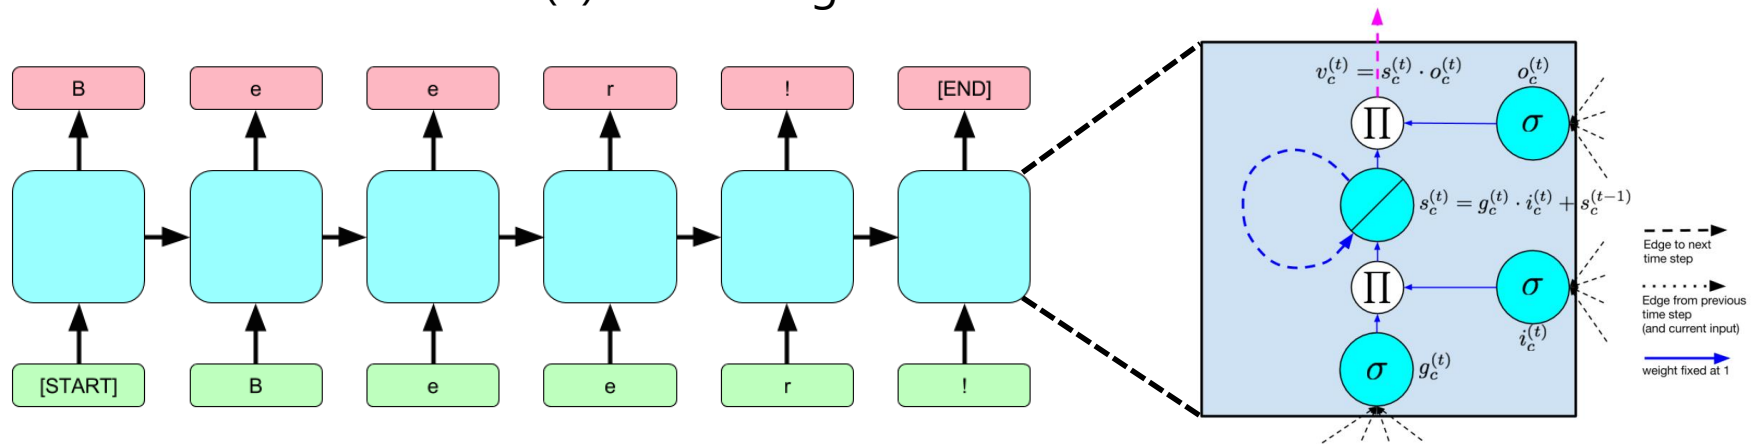 B e e r ! [END]
[START] B e e r !
v_c^{(t)} = s_c^{(t)} · o_c^{(t)}
o_c^{(t)}
∏ σ
s_c^{(t)} = g_c^{(t)} · i_c^{(t)} + s_c^{(t-1)}
∏ σ
i_c^{(t)}
σ g_c^{(t)}
Edge to next
time step
Edge from previous
time step
(and current input)
weight fixed at 1